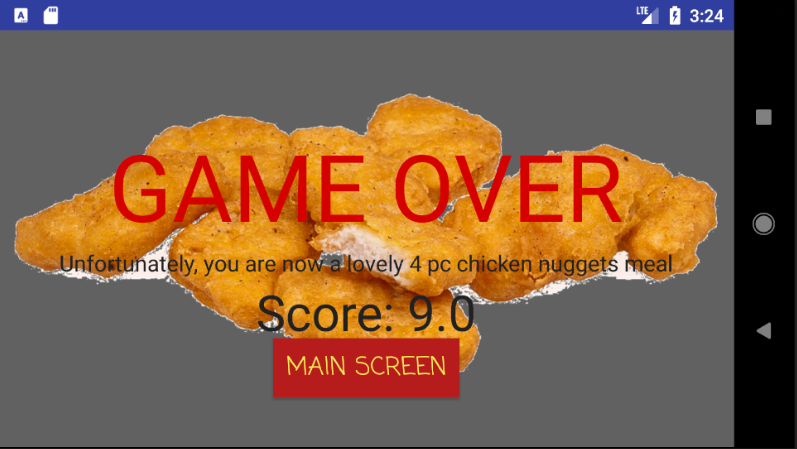 LTE 3:24
GAME OVER
Unfortunately, you are now a lovely 4 pc chicken nuggets meal
Score: 9.0
MAIN SCREEN